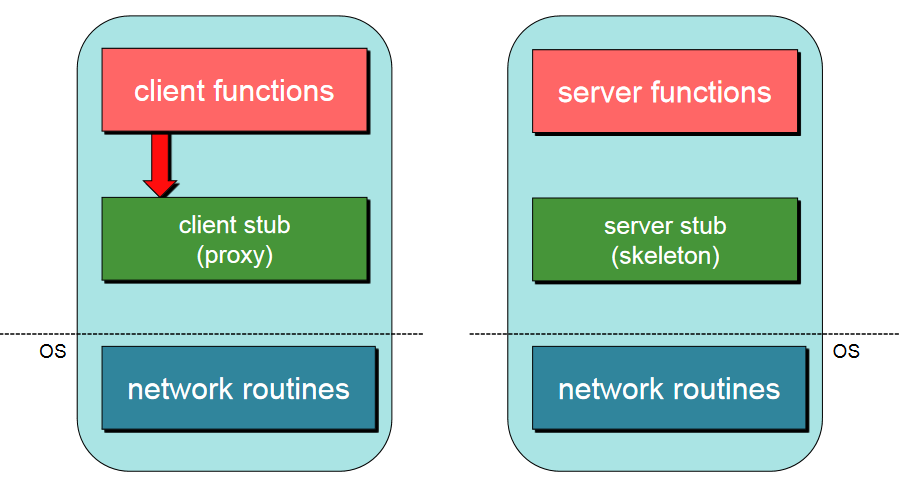 client functions
client stub
(proxy)
OS
network routines
server functions
server stub
(skeleton)
OS
network routines